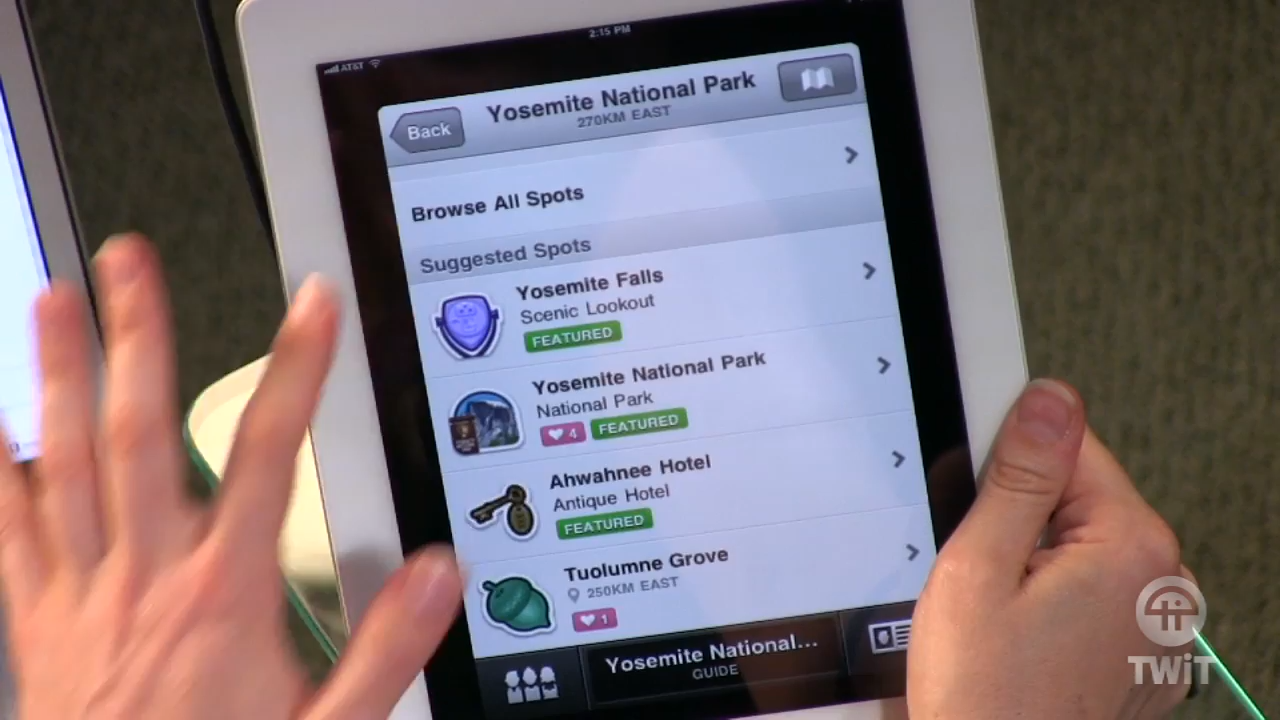 2:15 PM
AT&T
Back
Yosemite National Park
270KM EAST
Browse All Spots
Suggested Spots
Yosemite Falls
Scenic Lookout
FEATURED
Yosemite National Park
National Park
4 FEATURED
Ahwahnee Hotel
Antique Hotel
FEATURED
Tuolumne Grove
250KM EAST
1
Yosemite National...
GUIDE
TWiT